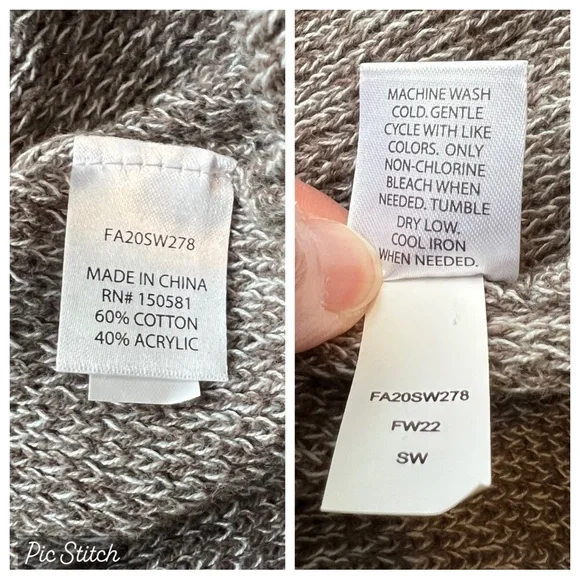 FA20SW278
MADE IN CHINA
RN# 150581
60% COTTON
40% ACRYLIC
MACHINE WASH
COLD. GENTLE
CYCLE WITH LIKE
COLORS. ONLY
NON-CHLORINE
BLEACH WHEN
NEEDED. TUMBLE
DRY LOW.
COOL IRON
WHEN NEEDED.
FA20SW278
FW22
SW
Pic Stitch